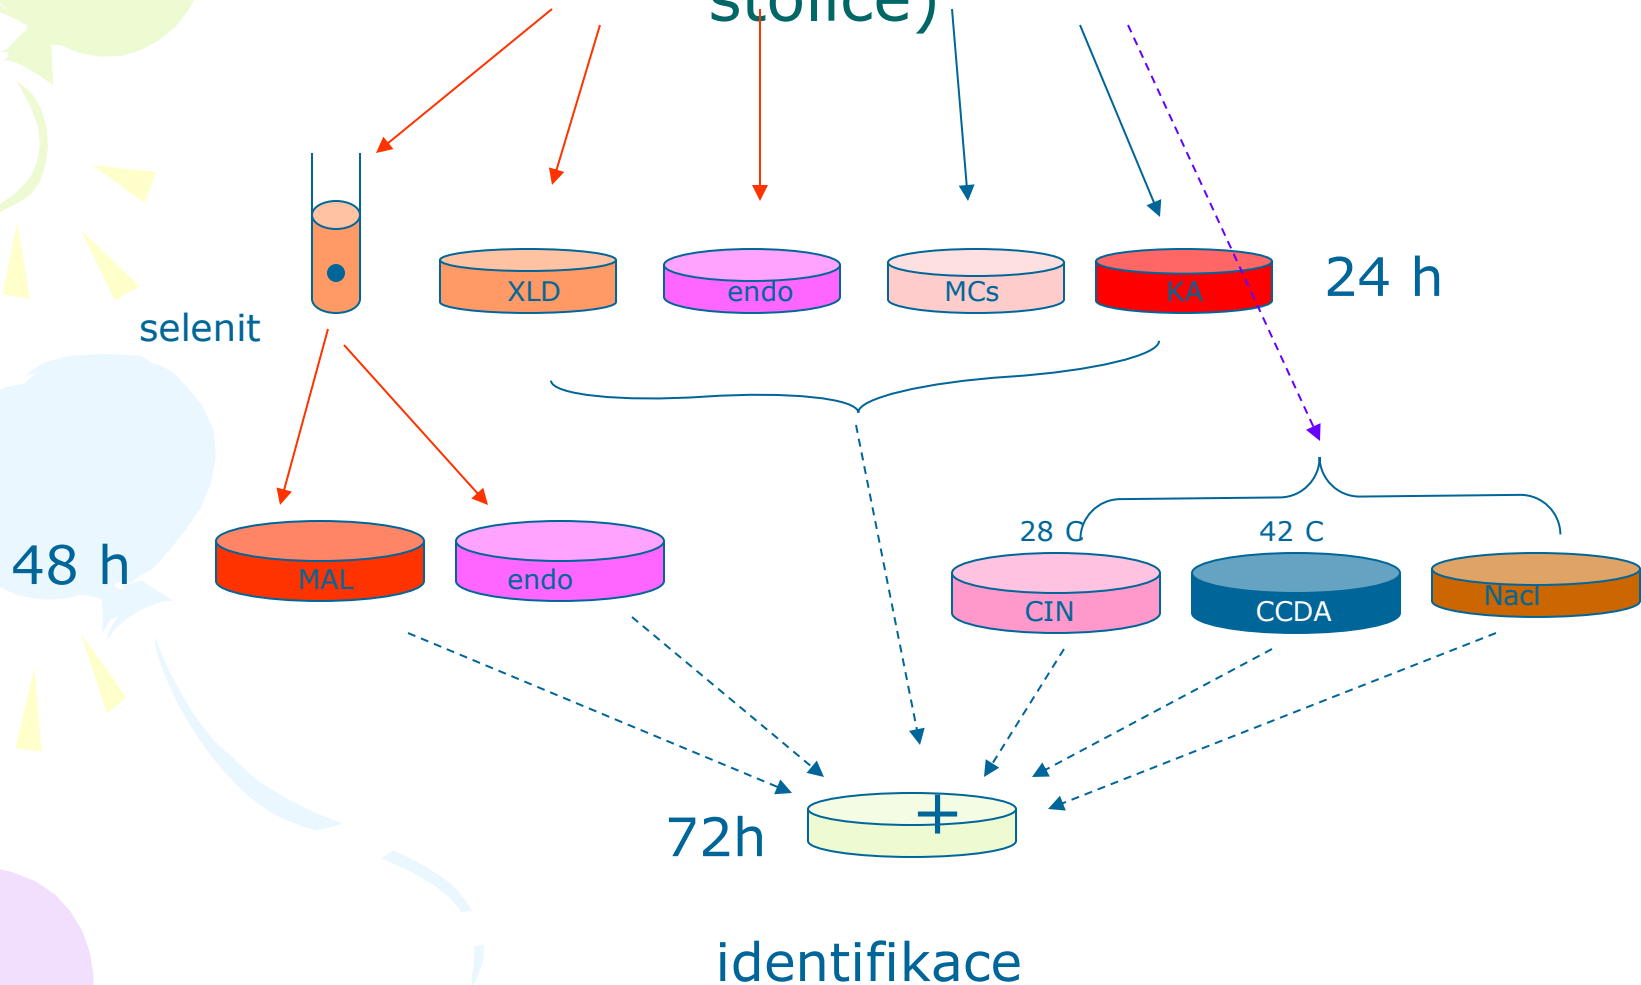 stolice)
XLD
endo
MCs
KA
24 h
selenit
28 C
42 C
48 h
MAL
endo
CIN
CCDA
Nacl
+
72h
identifikace